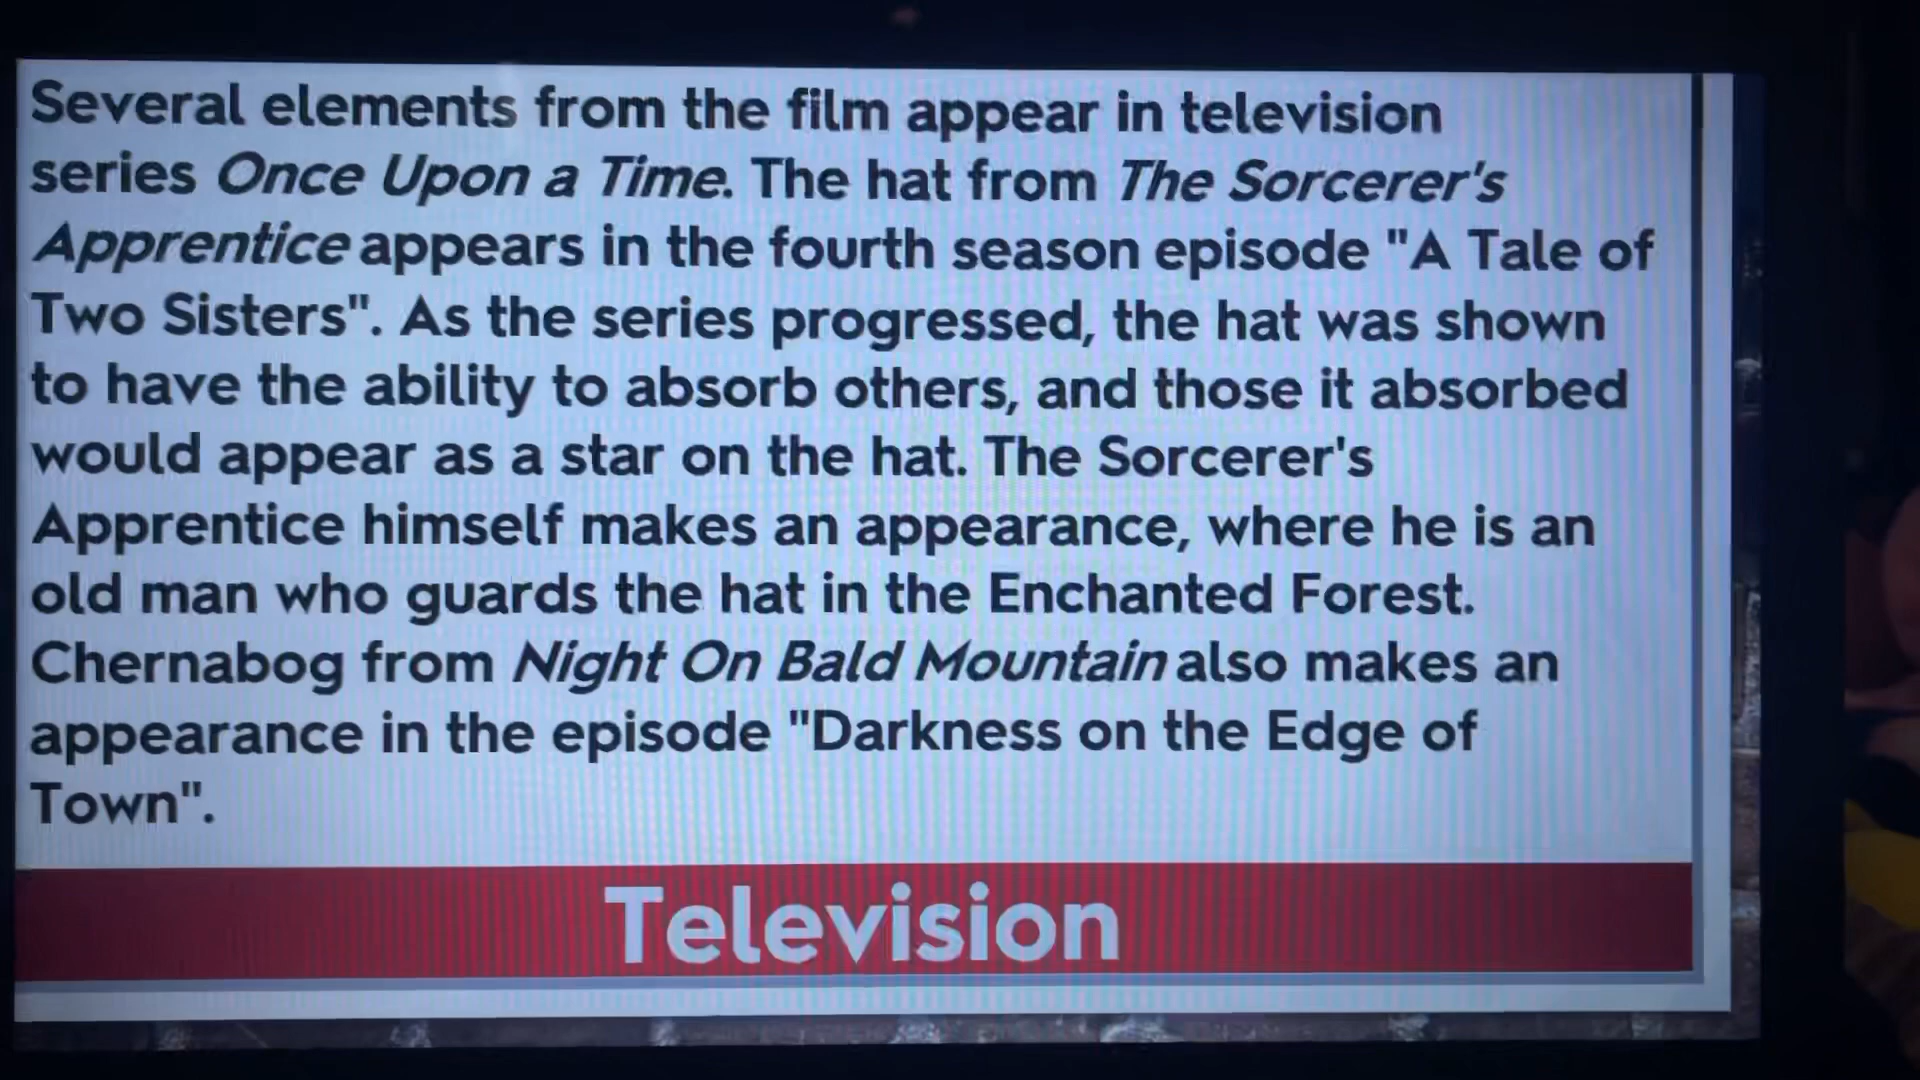 Several elements from the film appear in television
series Once Upon a Time. The hat from The Sorcerer's
Apprentice appears in the fourth season episode "A Tale of
Two Sisters". As the series progressed, the hat was shown
to have the ability to absorb others, and those it absorbed
would appear as a star on the hat. The Sorcerer's
Apprentice himself makes an appearance, where he is an
old man who guards the hat in the Enchanted Forest.
Chernabog from Night On Bald Mountain also makes an
appearance in the episode "Darkness on the Edge of
Town".
Television